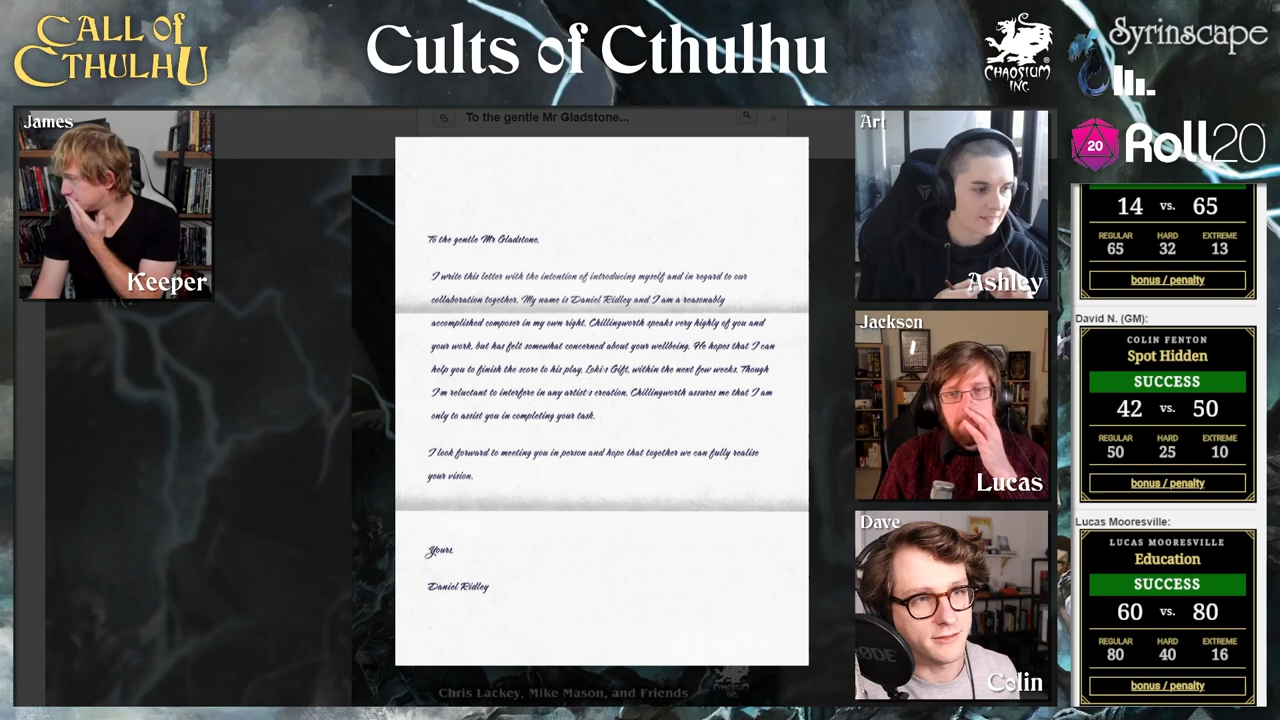 CALL of CTHULHU
Cults of Cthulhu
CHAOSIUM INC.
Syrinscape
20
Roll20
James
Keeper
To the gentle Mr Gladstone...
To the gentle Mr Gladstone,
I write this letter with the intention of introducing myself and in regard to our
collaboration together. My name is Daniel Ridley and I am a reasonably
accomplished composer in my own right. Chillingworth speaks very highly of you and
your work, but has felt somewhat concerned about your wellbeing. He hopes that I can
help you to finish the score to his play, Loki's Gift, within the next few weeks. Though
I'm reluctant to interfere in any artist's creation, Chillingworth assures me that I am
only to assist you in completing your task.
I look forward to meeting you in person and hope that together we can fully realise
your vision.
Yours,
Daniel Ridley
Chris Lackey, Mike Mason, and Friends
Art
Ashley
Jackson
Lucas
Dave
RØDE
Colin
14 vs. 65
REGULAR HARD EXTREME
65 32 13
bonus / penalty
David N. (GM):
COLIN FENTON
Spot Hidden
SUCCESS
42 vs. 50
REGULAR HARD EXTREME
50 25 10
bonus / penalty
Lucas Mooresville:
LUCAS MOORESVILLE
Education
SUCCESS
60 vs. 80
REGULAR HARD EXTREME
80 40 16
bonus / penalty